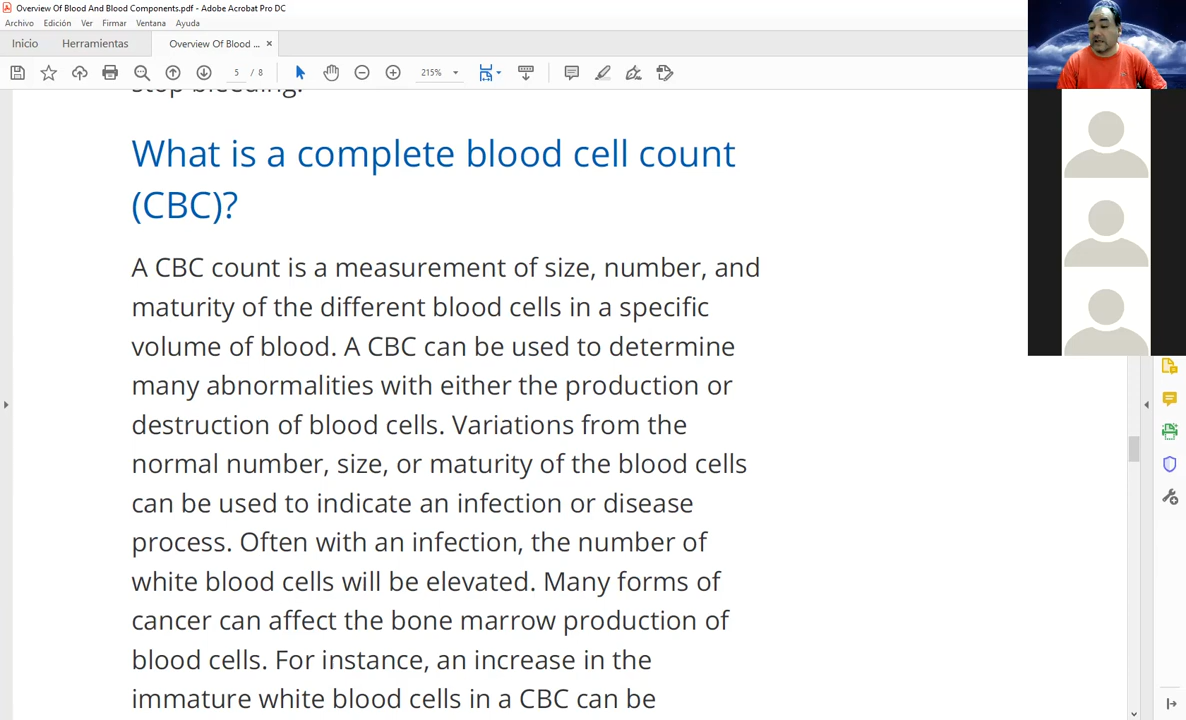 Overview Of Blood And Blood Components.pdf - Adobe Acrobat Pro DC
Archivo Edición Ver Firmar Ventana Ayuda
Inicio Herramientas Overview Of Blood ... ×
5 / 8 215%
stop bleeding.
What is a complete blood cell count
(CBC)?
A CBC count is a measurement of size, number, and
maturity of the different blood cells in a specific
volume of blood. A CBC can be used to determine
many abnormalities with either the production or
destruction of blood cells. Variations from the
normal number, size, or maturity of the blood cells
can be used to indicate an infection or disease
process. Often with an infection, the number of
white blood cells will be elevated. Many forms of
cancer can affect the bone marrow production of
blood cells. For instance, an increase in the
immature white blood cells in a CBC can be